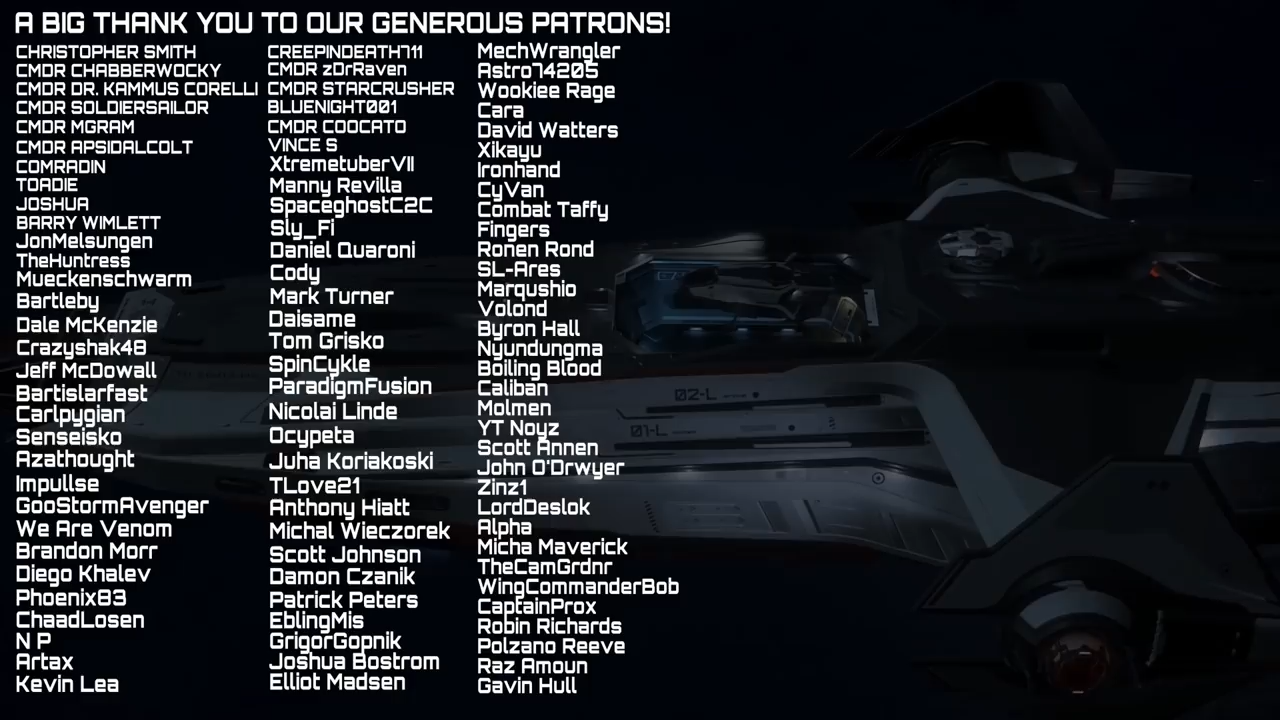 A BIG THANK YOU TO OUR GENEROUS PATRONS!
CHRISTOPHER SMITH
CMDR CHABBERWOCKY
CMDR DR. KAMMUS CORELLI
CMDR SOLDIERSAILOR
CMDR MGRAM
CMDR APSIDALCOLT
COMRADIN
TOADIE
JOSHUA
BARRY WIMLETT
JonMelsungen
TheHuntress
Mueckenschwarm
Bartleby
Dale McKenzie
Crazyshak48
Jeff McDowall
Bartislarfast
Carlpygian
Senseisko
Azathought
Impullse
GooStormAvenger
We Are Venom
Brandon Morr
Diego Khalev
Phoenix83
ChaadLosen
N P
Artax
Kevin Lea
CREEPINDEATH711
CMDR zDrRaven
CMDR STARCRUSHER
BLUENIGHT001
CMDR COOCATO
VINCE S
XtremetuberVII
Manny Revilla
SpaceghostC2C
Sly_Fi
Daniel Quaroni
Cody
Mark Turner
Daisame
Tom Grisko
SpinCykle
ParadigmFusion
Nicolai Linde
Ocypeta
Juha Koriakoski
TLove21
Anthony Hiatt
Michal Wieczorek
Scott Johnson
Damon Czanik
Patrick Peters
EblingMis
GrigorGopnik
Joshua Bostrom
Elliot Madsen
MechWrangler
Astro74205
Wookiee Rage
Cara
David Watters
Xikayu
Ironhand
CyVan
Combat Taffy
Fingers
Ronen Rond
SL-Ares
Marqushio
Volond
Byron Hall
Nyundungma
Boiling Blood
Caliban
Molmen
YT Noyz
Scott Annen
John O'Drwyer
Zinz1
LordDeslok
Alpha
Micha Maverick
TheCamGrdnr
WingCommanderBob
CaptainProx
Robin Richards
Polzano Reeve
Raz Amoun
Gavin Hull
02-L
01-L